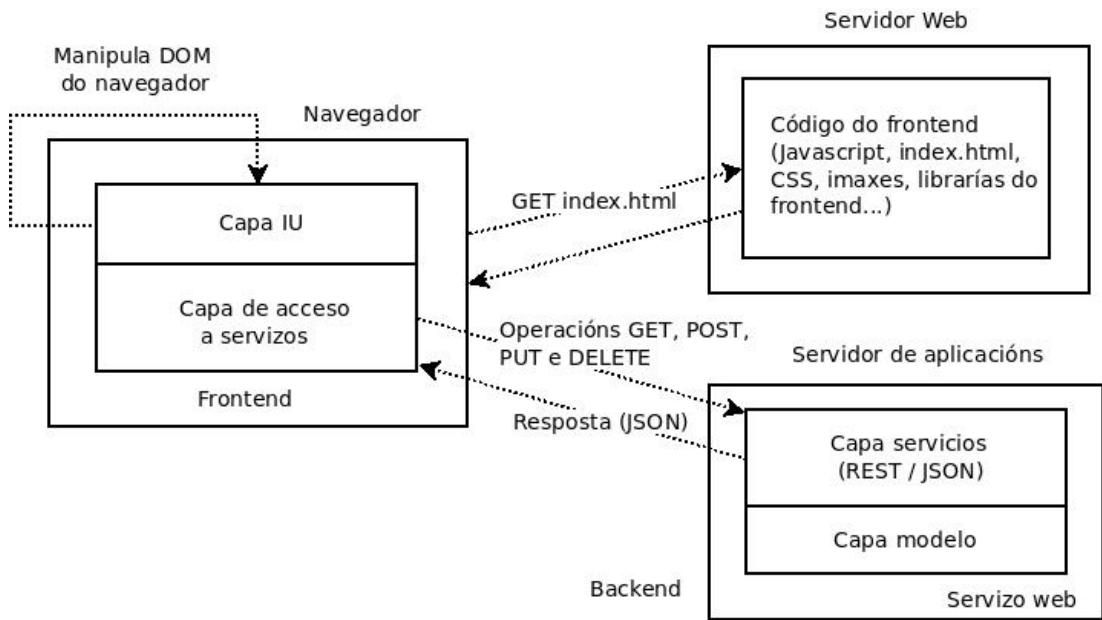 Servidor Web
Manipula DOM
do navegador
Navegador
Código do frontend
(Javascript, index.html,
CSS, imaxes, librarías do
frontend...)
GET index.html
Capa IU
Capa de acceso
a servizos
Operacións GET, POST,
PUT e DELETE
Servidor de aplicacións
Frontend
Resposta (JSON)
Capa servicios
(REST / JSON)
Capa modelo
Backend
Servizo web